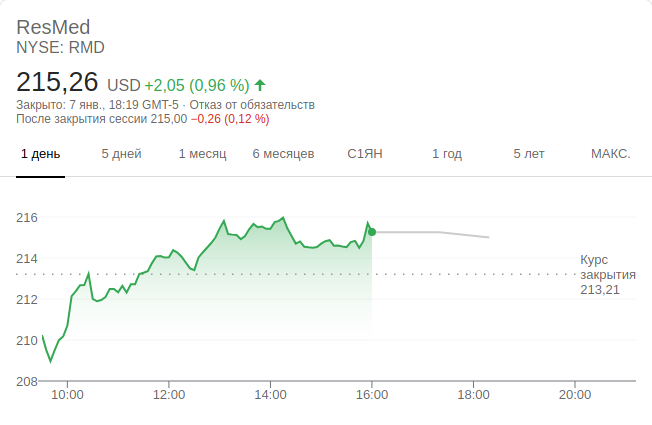 ResMed
NYSE: RMD
215,26 USD +2,05 (0,96 %)
Закрыто: 7 янв., 18:19 GMT-5 · Отказ от обязательств
После закрытия сессии 215,00 −0,26 (0,12 %)
1 день 5 дней 1 месяц 6 месяцев С1ЯН 1 год 5 лет МАКС.
216
214
212
210
208
Курс
закрытия
213,21
10:00 12:00 14:00 16:00 18:00 20:00